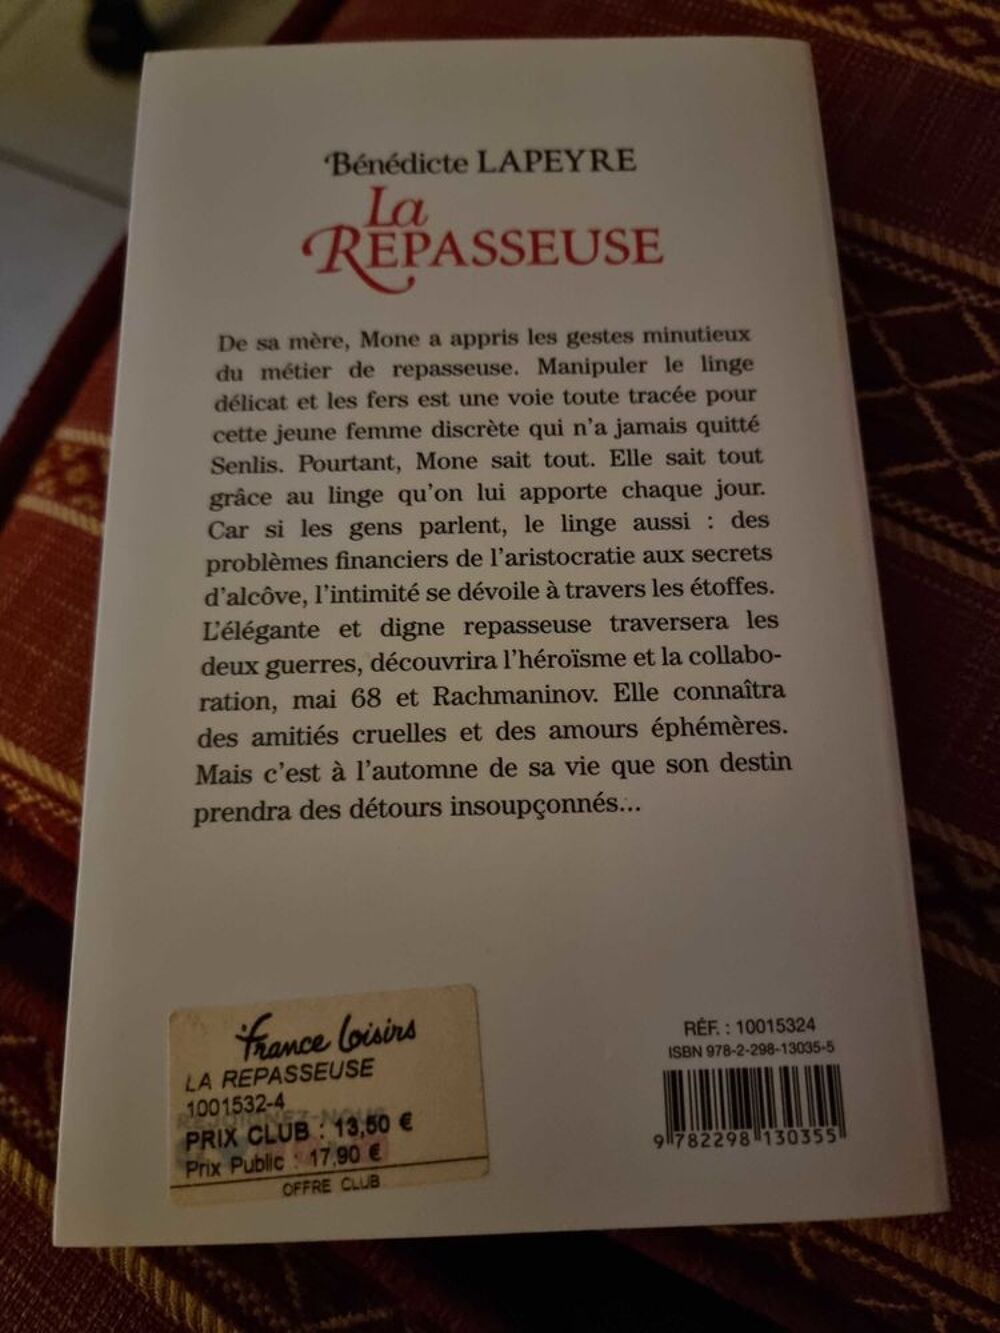 Bénédicte LAPEYRE
La
REPASSEUSE
De sa mère, Mone a appris les gestes minutieux
du métier de repasseuse. Manipuler le linge
délicat et les fers est une voie toute tracée pour
cette jeune femme discrète qui n'a jamais quitté
Senlis. Pourtant, Mone sait tout. Elle sait tout
grâce au linge qu'on lui apporte chaque jour.
Car si les gens parlent, le linge aussi : des
problèmes financiers de l'aristocratie aux secrets
d'alcôve, l'intimité se dévoile à travers les étoffes.
L'élégante et digne repasseuse traversera les
deux guerres, découvrira l'héroïsme et la collabo-
ration, mai 68 et Rachmaninov. Elle connaîtra
des amitiés cruelles et des amours éphémères.
Mais c'est à l'automne de sa vie que son destin
prendra des détours insoupçonnés...
France Loisirs
LA REPASSEUSE
1001532-4
PRIX CLUB : 13,50 €
Prix Public : 17,90 €
OFFRE CLUB
RÉF. : 10015324
ISBN 978-2-298-13035-5
9 782298 130355